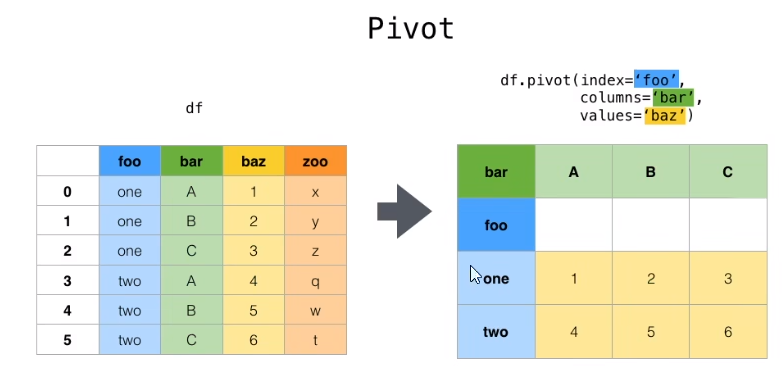 Pivot
df
foo bar baz zoo
0 one A 1 x
1 one B 2 y
2 one C 3 z
3 two A 4 q
4 two B 5 w
5 two C 6 t
df.pivot(index=‘foo’,
columns=‘bar’,
values=‘baz’)
bar A B C
foo
one 1 2 3
two 4 5 6